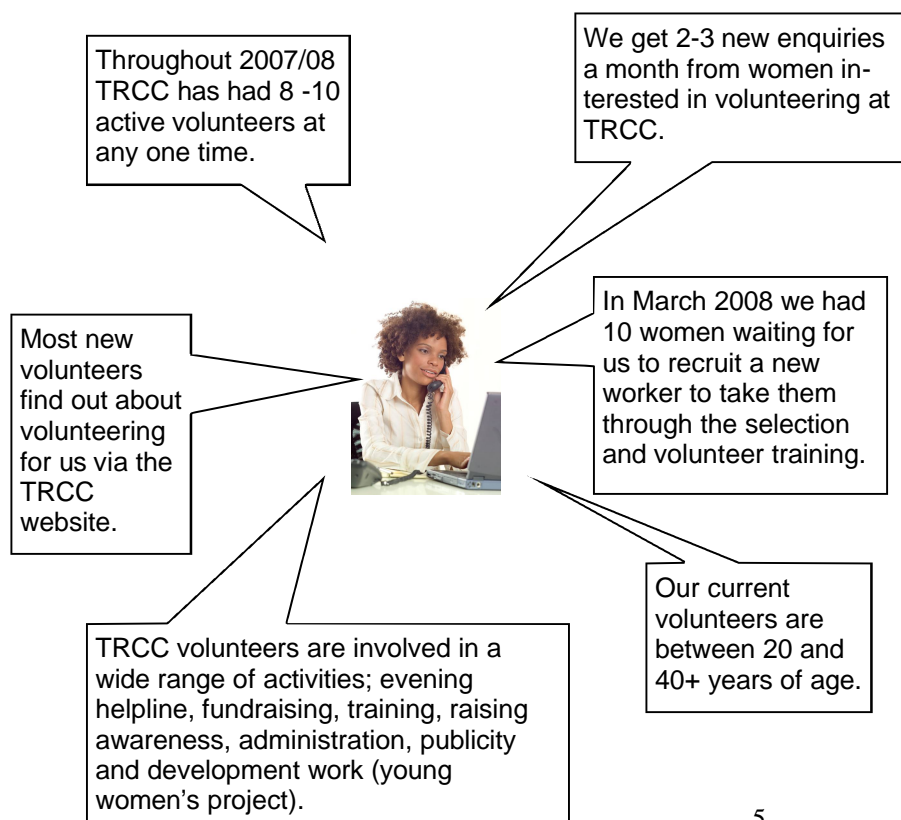 Throughout 2007/08
TRCC has had 8 -10
active volunteers at
any one time.
We get 2-3 new enquiries
a month from women in-
terested in volunteering at
TRCC.
Most new
volunteers
find out about
volunteering
for us via the
TRCC
website.
In March 2008 we had
10 women waiting for
us to recruit a new
worker to take them
through the selection
and volunteer training.
Our current
volunteers are
between 20 and
40+ years of age.
TRCC volunteers are involved in a
wide range of activities; evening
helpline, fundraising, training, raising
awareness, administration, publicity
and development work (young
women's project).
5